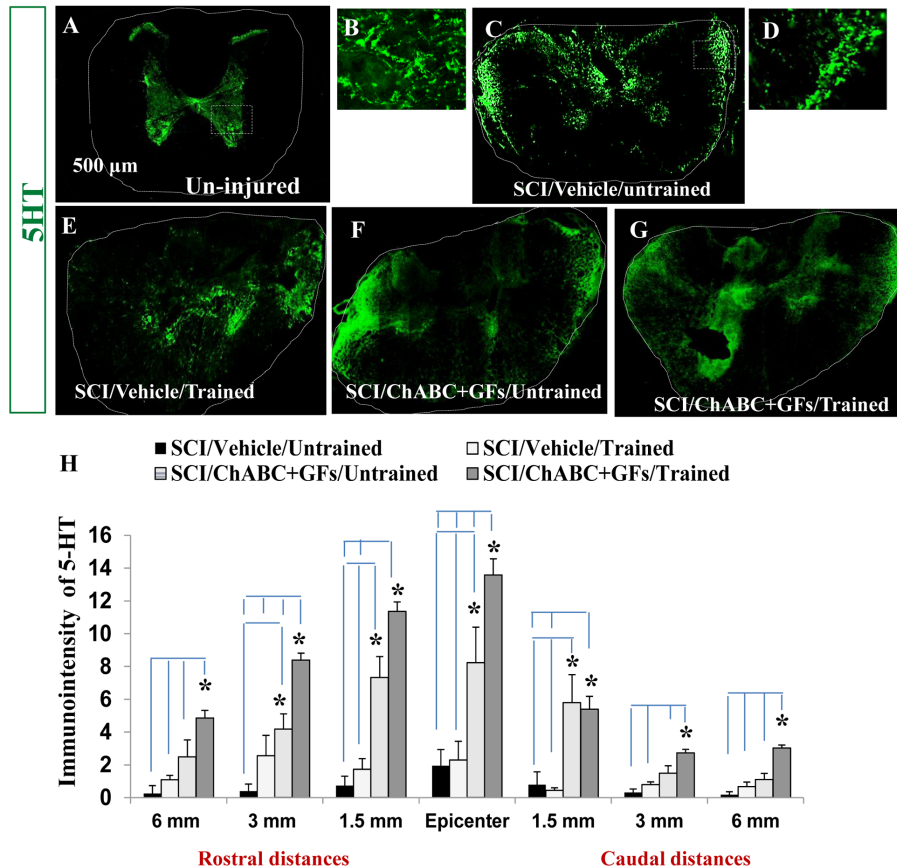 5HT
A
500 µm
Un-injured
B
C
SCI/Vehicle/untrained
D
E
SCI/Vehicle/Trained
F
SCI/ChABC+GFs/Untrained
G
SCI/ChABC+GFs/Trained
H
SCI/Vehicle/Untrained
SCI/Vehicle/Trained
SCI/ChABC+GFs/Untrained
SCI/ChABC+GFs/Trained
Immunointensity of 5-HT
16
14
12
10
8
6
4
2
0
*
*
*
*
*
*
*
*
*
*
*
6 mm
3 mm
1.5 mm
Epicenter
1.5 mm
3 mm
6 mm
Rostral distances
Caudal distances